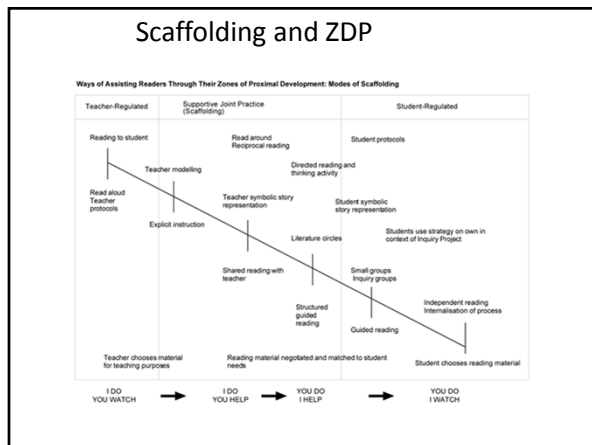 Scaffolding and ZDP
Ways of Assisting Readers Through Their Zones of Proximal Development: Modes of Scaffolding
Teacher-Regulated
Supportive Joint Practice
(Scaffolding)
Student-Regulated
Reading to student
Read around
Reciprocal reading
Student protocols
Teacher modelling
Directed reading and
thinking activity
Read aloud
Teacher
protocols
Teacher symbolic story
representation
Student symbolic
story representation
Explicit instruction
Literature circles
Students use strategy on own in
context of Inquiry Project
Shared reading with
teacher
Small groups
Inquiry groups
Structured
guided
reading
Independent reading
Internalisation of process
Guided reading
Teacher chooses material
for teaching purposes
Reading material negotiated and matched to student
needs
Student chooses reading material
I DO
YOU WATCH
I DO
YOU HELP
YOU DO
I HELP
YOU DO
I WATCH